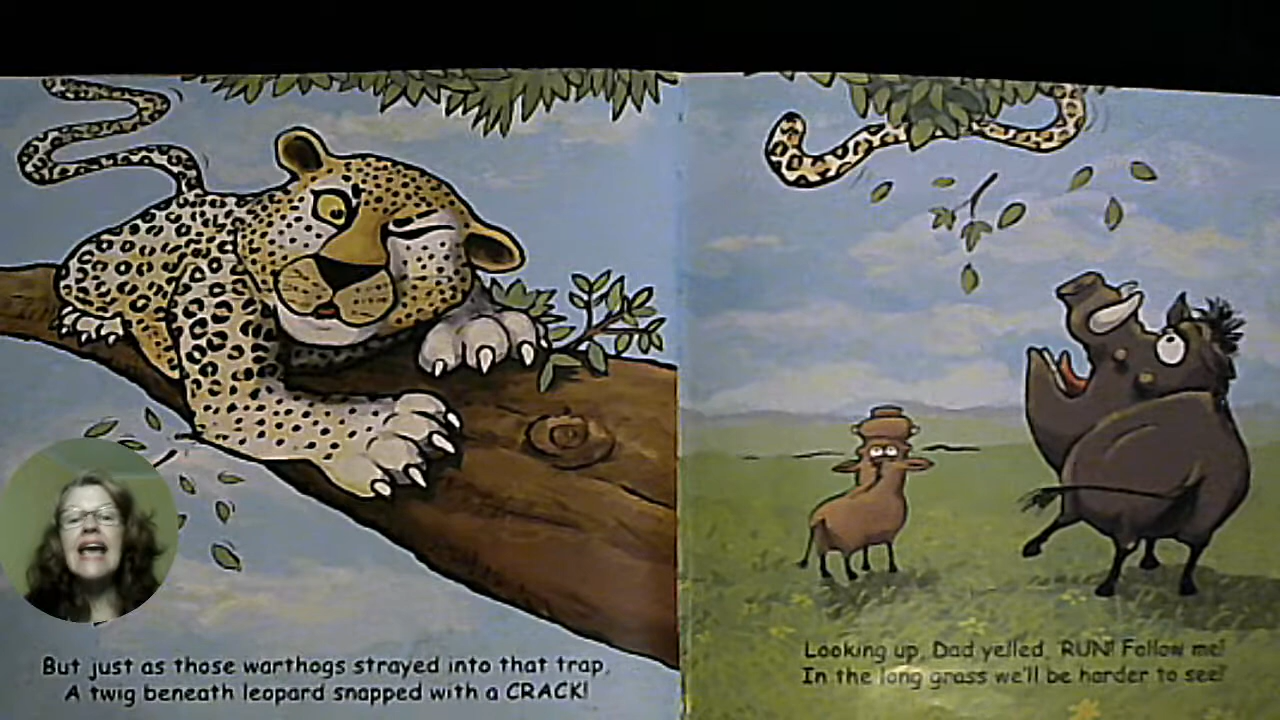 But just as those warthogs strayed into that trap,
A twig beneath leopard snapped with a CRACK!
Looking up, Dad yelled, 'RUN! Follow me!
In the long grass we'll be harder to see!'